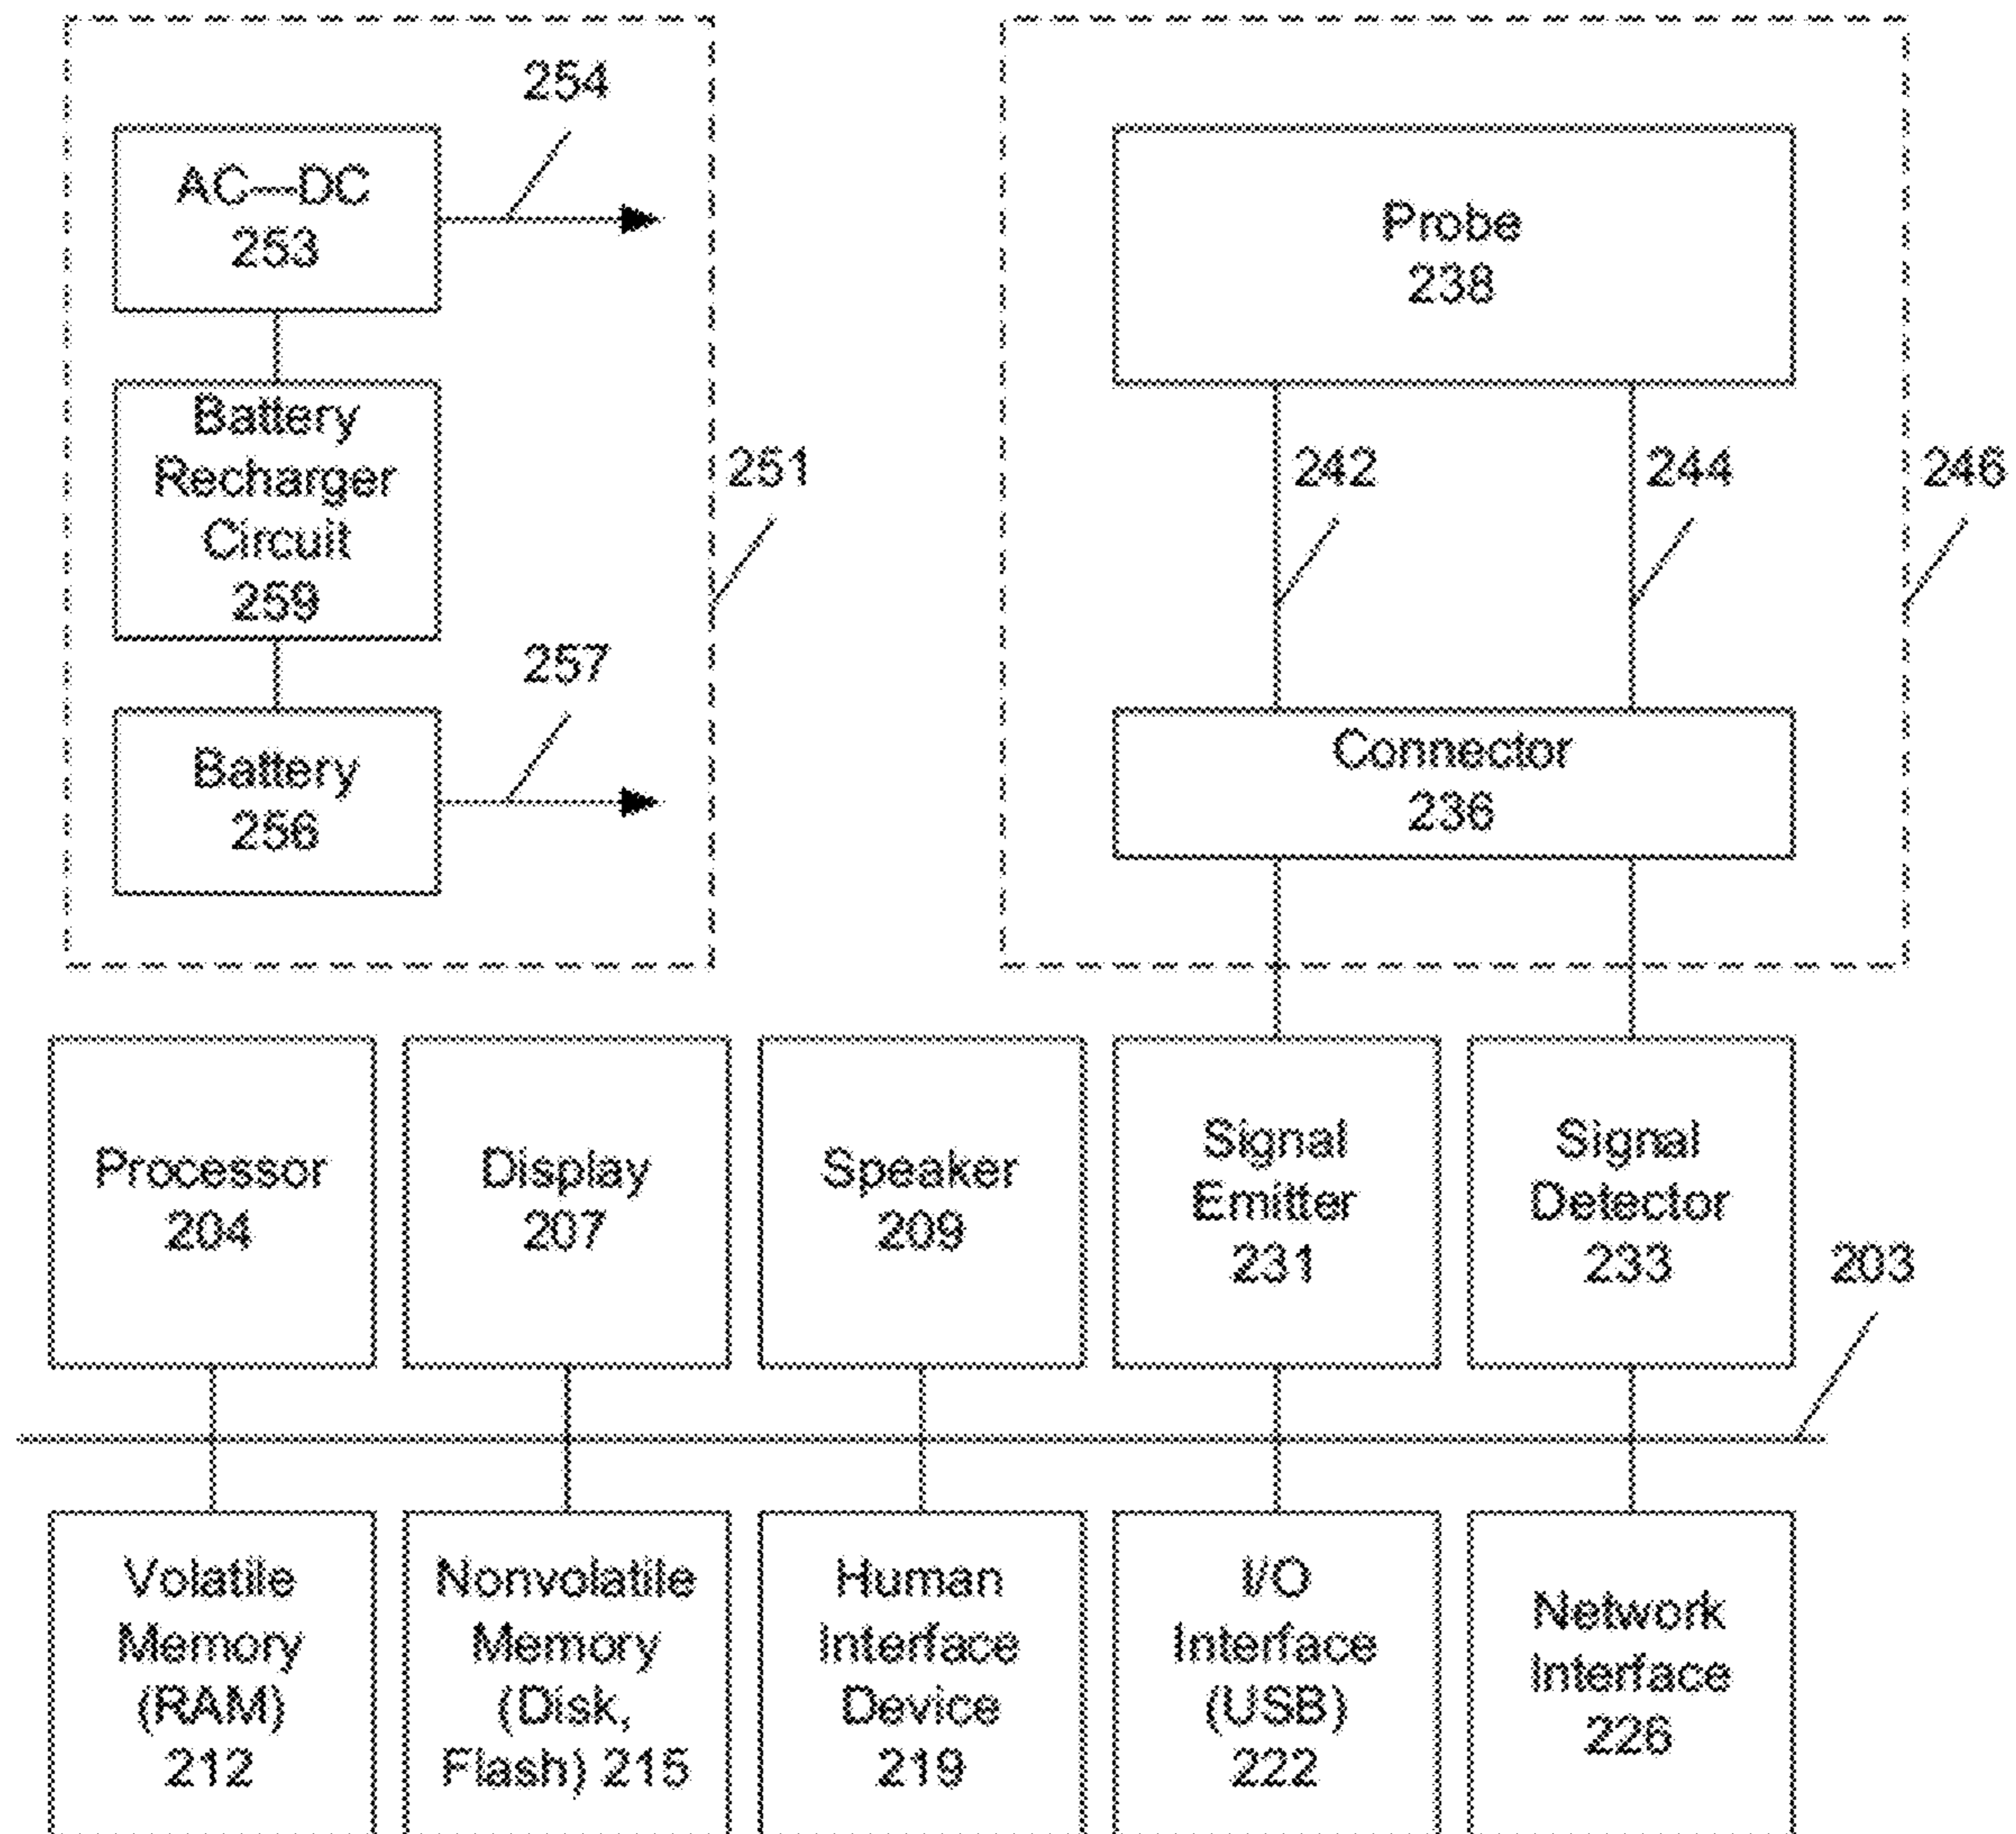 254
AC—DC
253
Probe
238
Battery
Recharger
Circuit
259
251
242
244
246
257
Battery
256
Connector
236
Processor
204
Display
207
Speaker
209
Signal
Emitter
231
Signal
Detector
233
203
Volatile
Memory
(RAM)
212
Nonvolatile
Memory
(Disk,
Flash) 215
Human
Interface
Device
219
I/O
Interface
(USB)
222
Network
Interface
226